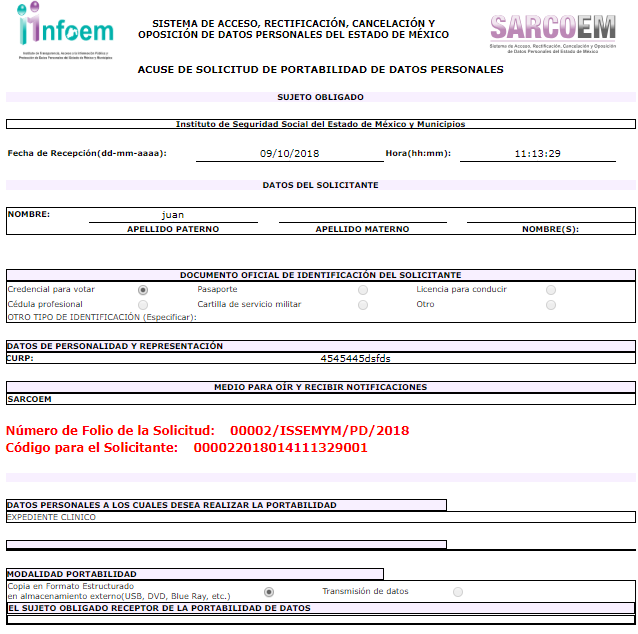 infoem
Instituto de Transparencia, Acceso a la Información Pública y
Protección de Datos Personales del Estado de México y Municipios
SISTEMA DE ACCESO, RECTIFICACIÓN, CANCELACIÓN Y
OPOSICIÓN DE DATOS PERSONALES DEL ESTADO DE MÉXICO
SARCOEM
Sistema de Acceso, Rectificación, Cancelación y Oposición
de Datos Personales del Estado de México
ACUSE DE SOLICITUD DE PORTABILIDAD DE DATOS PERSONALES
SUJETO OBLIGADO
Instituto de Seguridad Social del Estado de México y Municipios
Fecha de Recepción(dd-mm-aaaa): 09/10/2018 Hora(hh:mm): 11:13:29
DATOS DEL SOLICITANTE
NOMBRE: juan
APELLIDO PATERNO APELLIDO MATERNO NOMBRE(S):
DOCUMENTO OFICIAL DE IDENTIFICACIÓN DEL SOLICITANTE
Credencial para votar Pasaporte Licencia para conducir
Cédula profesional Cartilla de servicio militar Otro
OTRO TIPO DE IDENTIFICACIÓN (Especificar):
DATOS DE PERSONALIDAD Y REPRESENTACIÓN
CURP: 4545445dsfds
MEDIO PARA OÍR Y RECIBIR NOTIFICACIONES
SARCOEM
Número de Folio de la Solicitud: 00002/ISSEMYM/PD/2018
Código para el Solicitante: 000022018014111329001
DATOS PERSONALES A LOS CUALES DESEA REALIZAR LA PORTABILIDAD
EXPEDIENTE CLINICO
MODALIDAD PORTABILIDAD
Copia en Formato Estructurado
en almacenamiento externo(USB, DVD, Blue Ray, etc.) Transmisión de datos
EL SUJETO OBLIGADO RECEPTOR DE LA PORTABILIDAD DE DATOS